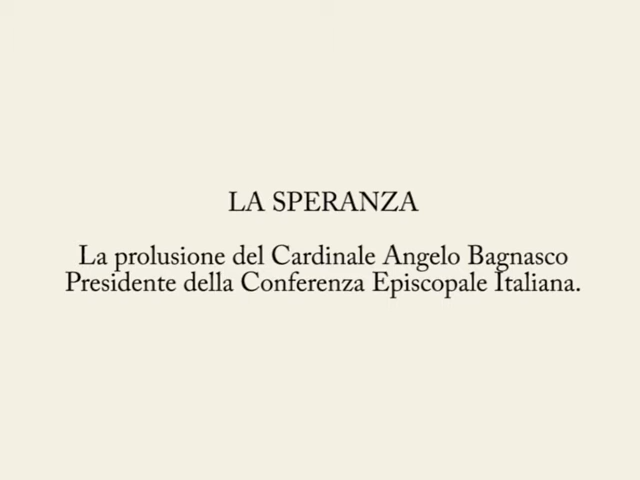 LA SPERANZA
La prolusione del Cardinale Angelo Bagnasco
Presidente della Conferenza Episcopale Italiana.